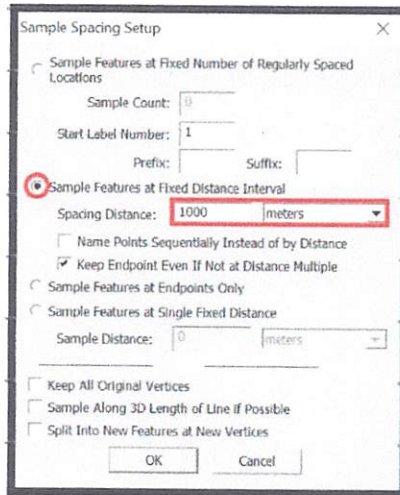 Sample Spacing Setup
Sample Features at Fixed Number of Regularly Spaced
Locations
Sample Count: 0
Start Label Number: 1
Prefix: Suffix:
Sample Features at Fixed Distance Interval
Spacing Distance: 1000 meters
Name Points Sequentially Instead of by Distance
Keep Endpoint Even If Not at Distance Multiple
Sample Features at Endpoints Only
Sample Features at Single Fixed Distance
Sample Distance: 0 meters
Keep All Original Vertices
Sample Along 3D Length of Line if Possible
Split Into New Features at New Vertices
OK Cancel